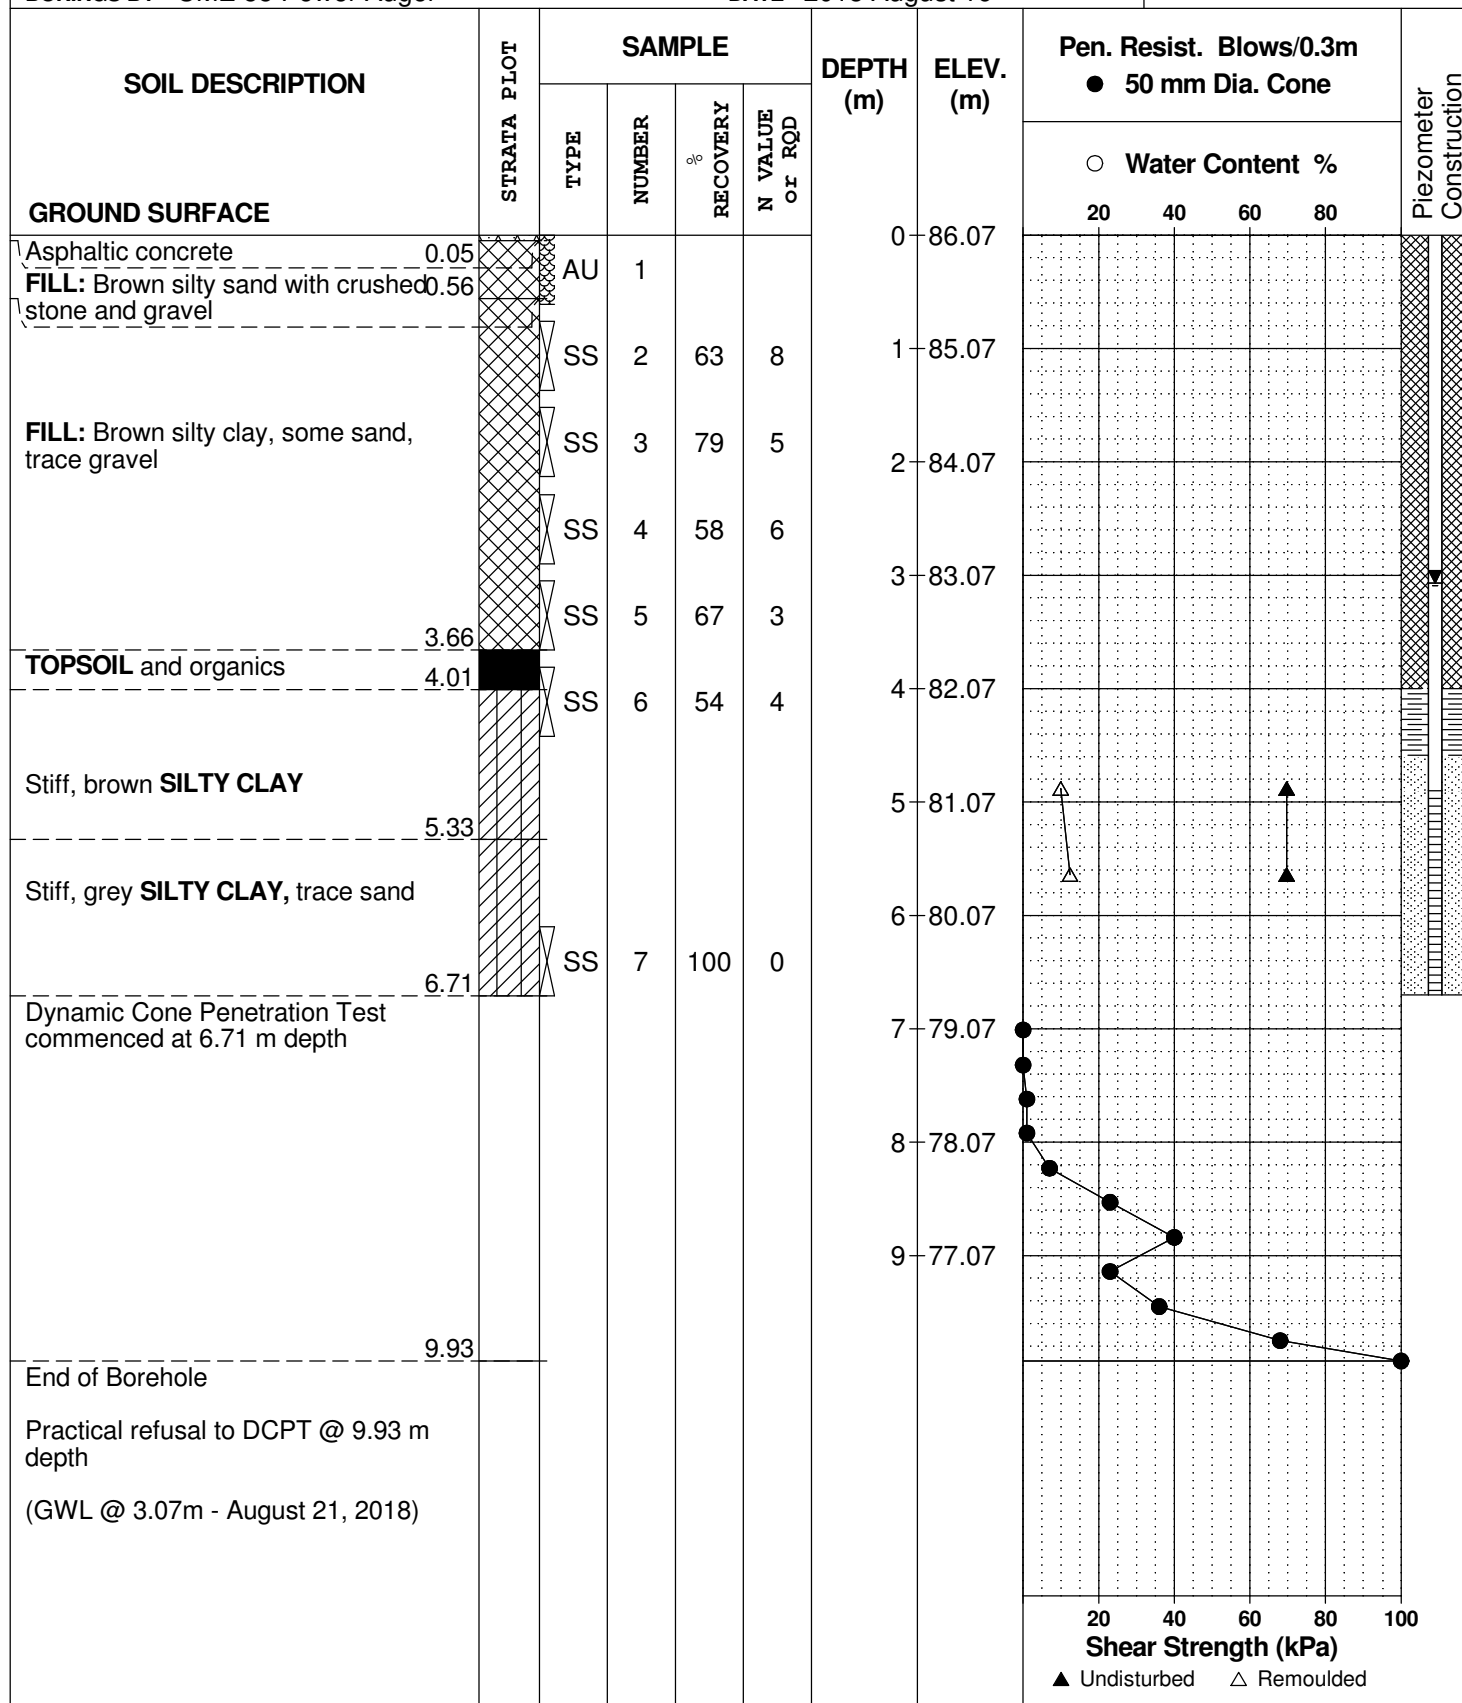 SOIL DESCRIPTION
GROUND SURFACE
STRATA PLOT
SAMPLE
TYPE
NUMBER
% RECOVERY
N VALUE or RQD
DEPTH (m)
ELEV. (m)
Pen. Resist. Blows/0.3m
● 50 mm Dia. Cone
○ Water Content %
20 40 60 80
Piezometer Construction
Asphaltic concrete 0.05
FILL: Brown silty sand with crushed 0.56
stone and gravel
AU 1
0 86.07
SS 2 63 8
1 85.07
FILL: Brown silty clay, some sand,
trace gravel
SS 3 79 5
2 84.07
SS 4 58 6
3 83.07
SS 5 67 3
3.66
TOPSOIL and organics
4.01
SS 6 54 4
4 82.07
Stiff, brown SILTY CLAY
5 81.07
5.33
Stiff, grey SILTY CLAY, trace sand
6 80.07
SS 7 100 0
6.71
Dynamic Cone Penetration Test
commenced at 6.71 m depth
7 79.07
8 78.07
9 77.07
9.93
End of Borehole
Practical refusal to DCPT @ 9.93 m
depth
(GWL @ 3.07m - August 21, 2018)
20 40 60 80 100
Shear Strength (kPa)
▲ Undisturbed △ Remoulded